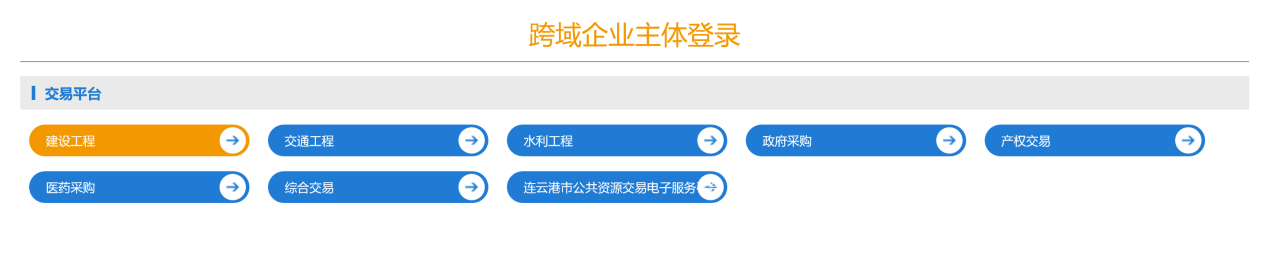 跨域企业主体登录
交易平台
建设工程 交通工程 水利工程 政府采购 产权交易
医药采购 综合交易 连云港市公共资源交易电子服务